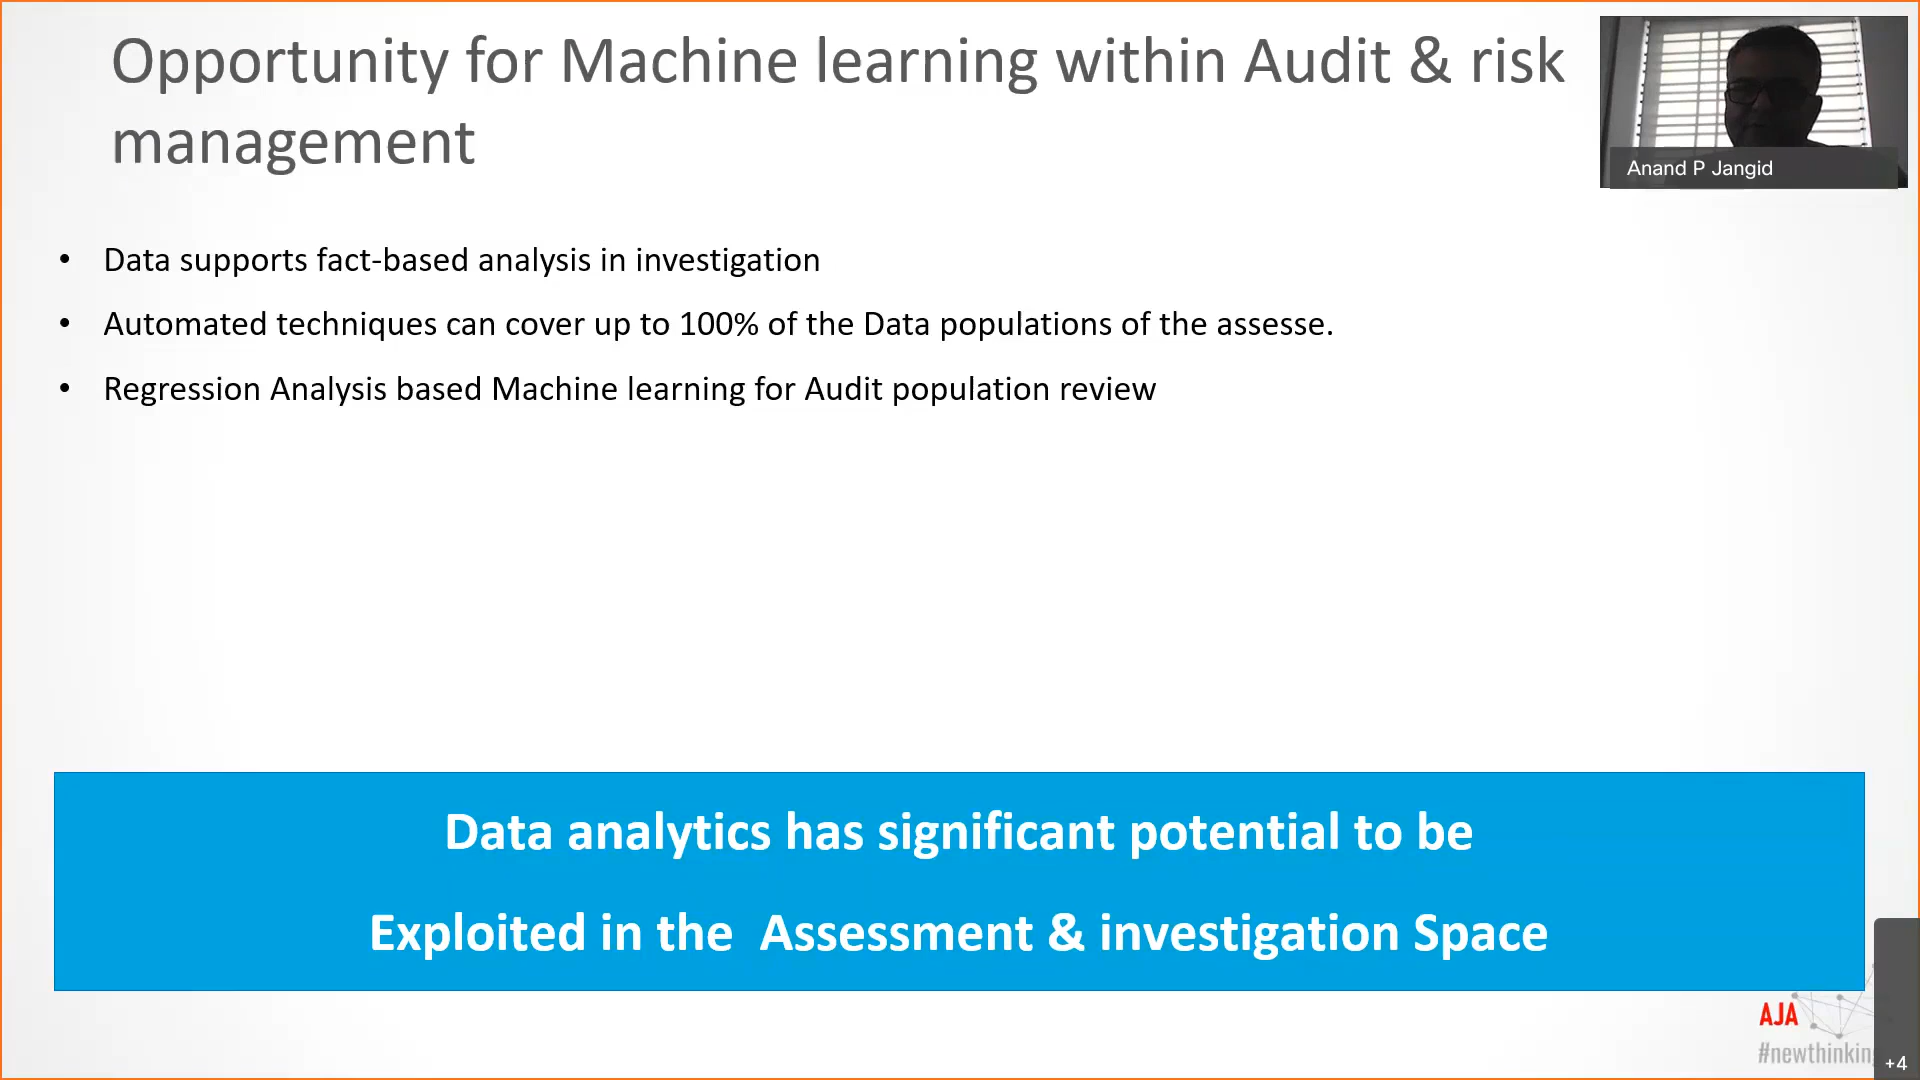 Opportunity for Machine learning within Audit & risk
management
Anand P Jangid
• Data supports fact-based analysis in investigation
• Automated techniques can cover up to 100% of the Data populations of the assesse.
• Regression Analysis based Machine learning for Audit population review
Data analytics has significant potential to be
Exploited in the Assessment & investigation Space
AJA
#newthinkin
+4